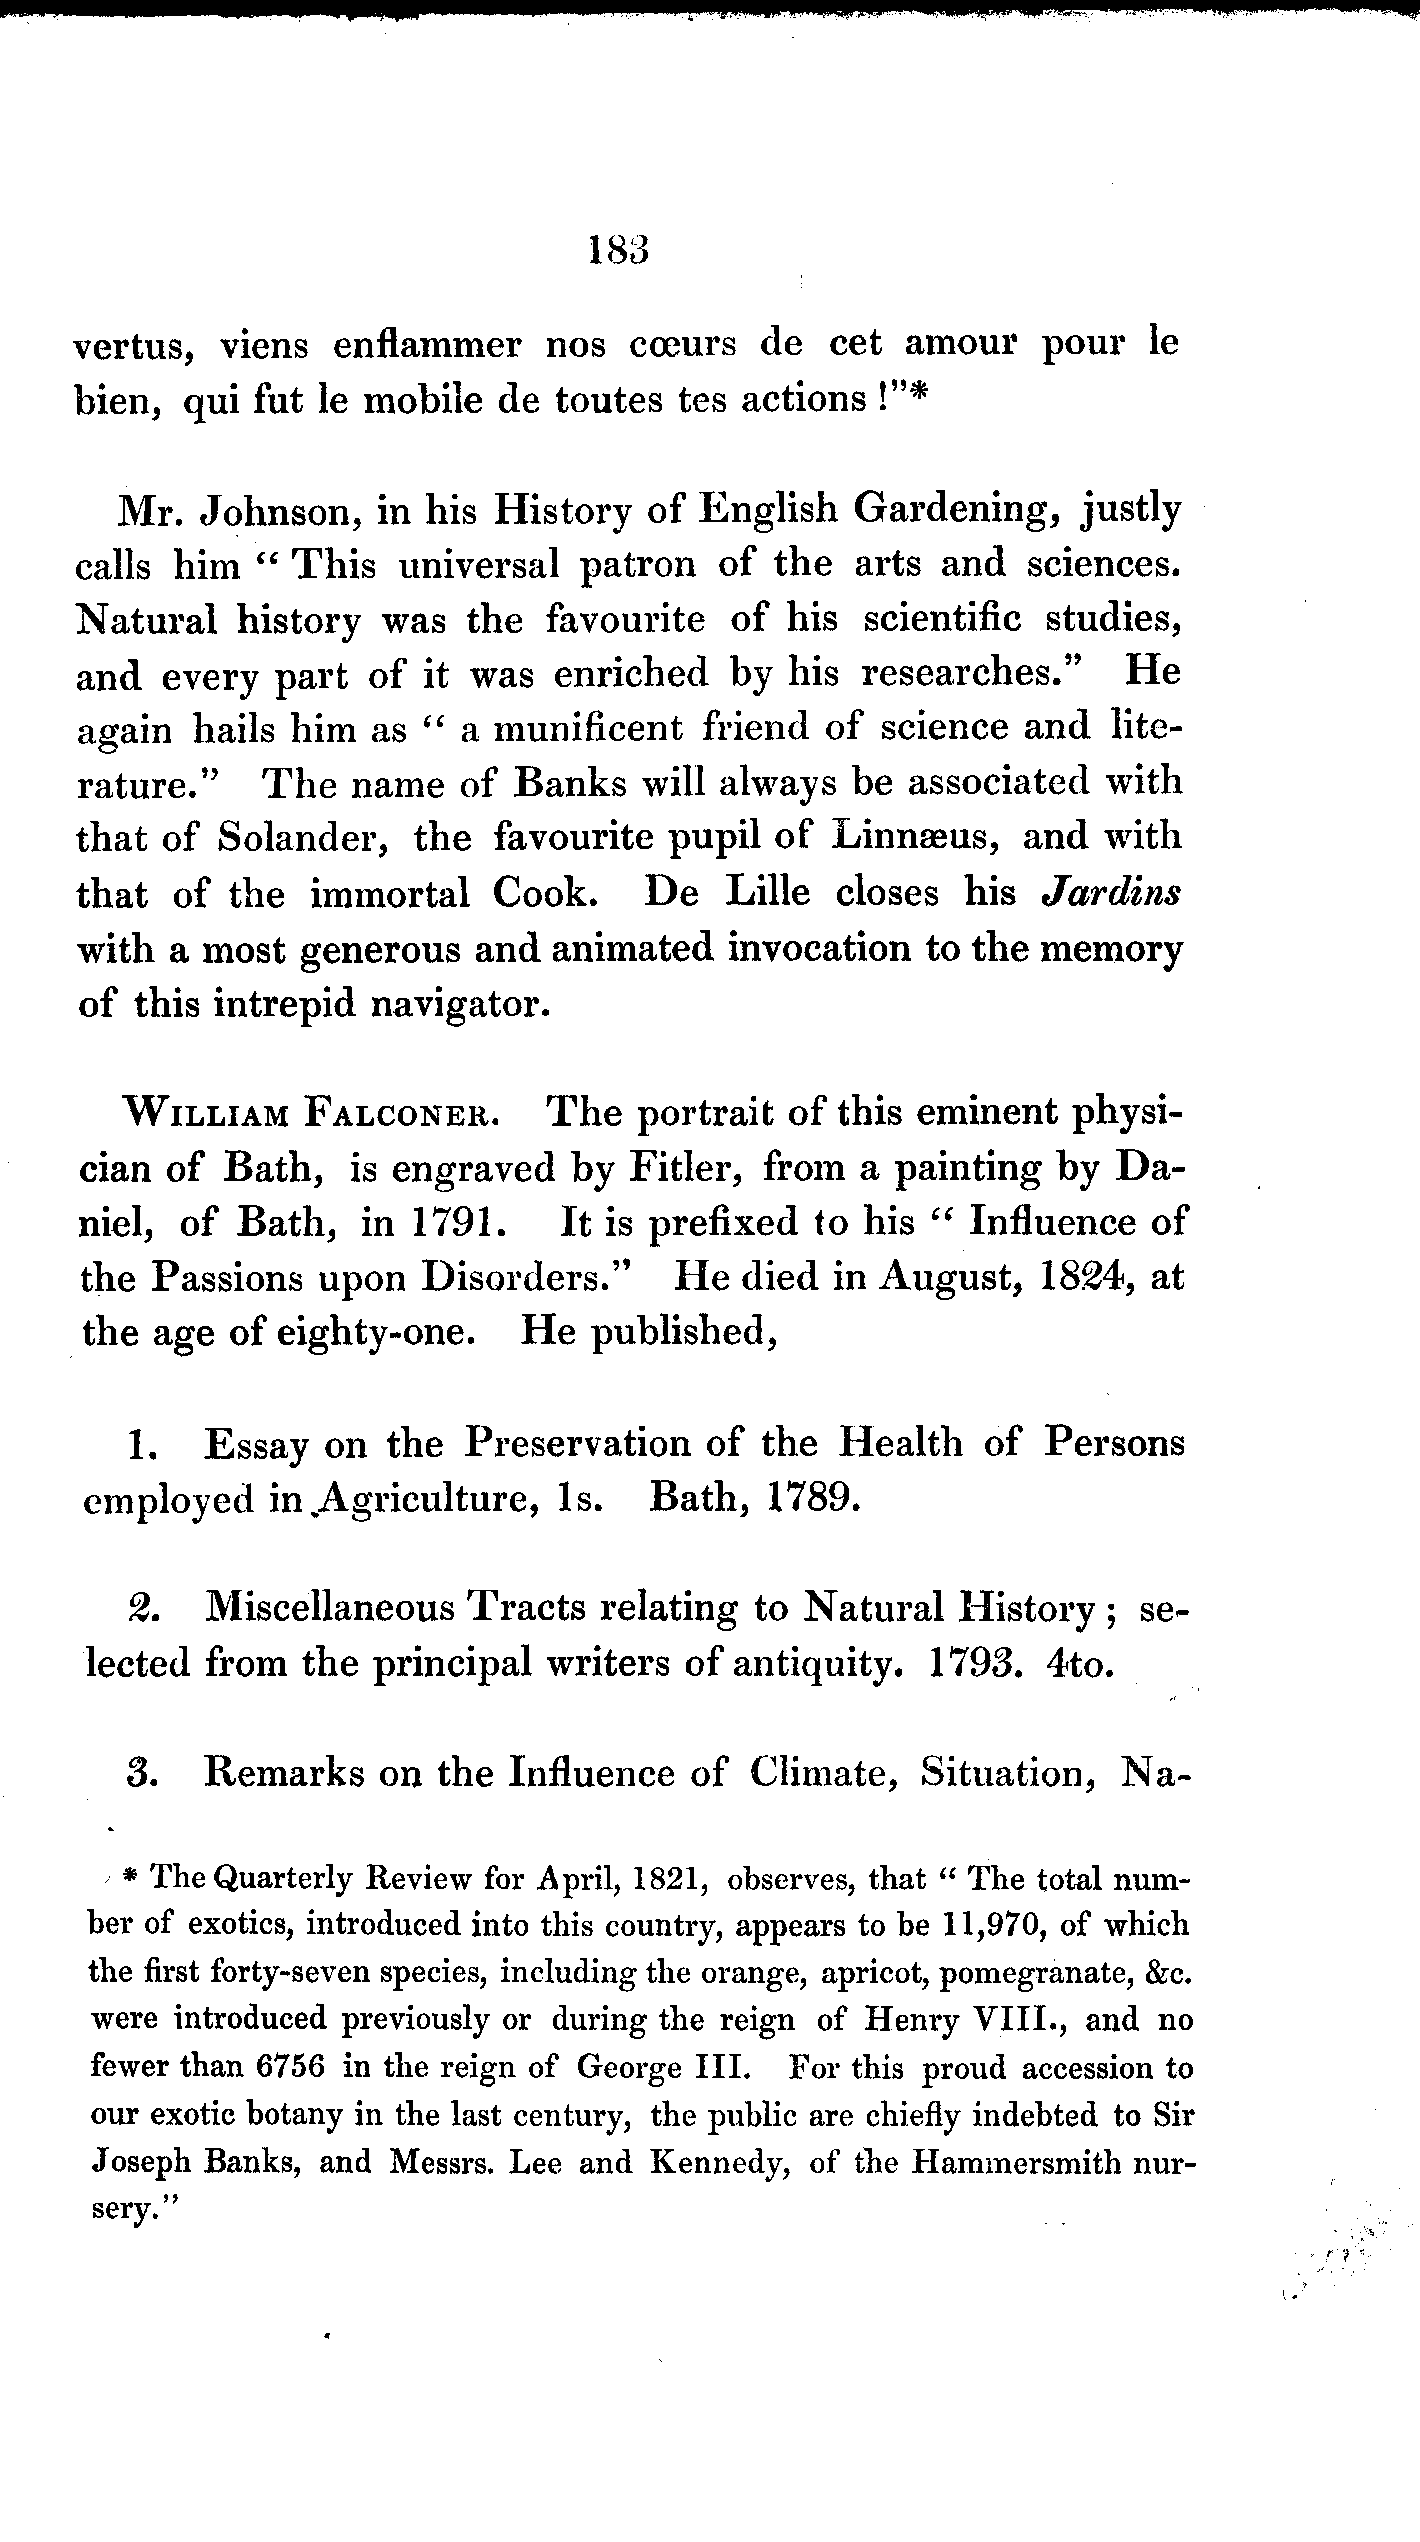 183
vertus, viens enflammer nos cœurs de cet amour pour le
bien, qui fut le mobile de toutes tes actions !"*
Mr. Johnson, in his History of English Gardening, justly
calls him “ This universal patron of the arts and sciences.
Natural history was the favourite of his scientific studies,
and every part of it was enriched by his researches.” He
again hails him as “ a munificent friend of science and lite-
rature.” The name of Banks will always be associated with
that of Solander, the favourite pupil of Linnæus, and with
that of the immortal Cook. De Lille closes his Jardins
with a most generous and animated invocation to the memory
of this intrepid navigator.
WILLIAM FALCONER. The portrait of this eminent physi-
cian of Bath, is engraved by Fitler, from a painting by Da-
niel, of Bath, in 1791. It is prefixed to his “ Influence of
the Passions upon Disorders.” He died in August, 1824, at
the age of eighty-one. He published,
1. Essay on the Preservation of the Health of Persons
employed in Agriculture, 1s. Bath, 1789.
2. Miscellaneous Tracts relating to Natural History ; se-
lected from the principal writers of antiquity. 1793. 4to.
3. Remarks on the Influence of Climate, Situation, Na-
* The Quarterly Review for April, 1821, observes, that “ The total num-
ber of exotics, introduced into this country, appears to be 11,970, of which
the first forty-seven species, including the orange, apricot, pomegranate, &c.
were introduced previously or during the reign of Henry VIII., and no
fewer than 6756 in the reign of George III. For this proud accession to
our exotic botany in the last century, the public are chiefly indebted to Sir
Joseph Banks, and Messrs. Lee and Kennedy, of the Hammersmith nur-
sery.”